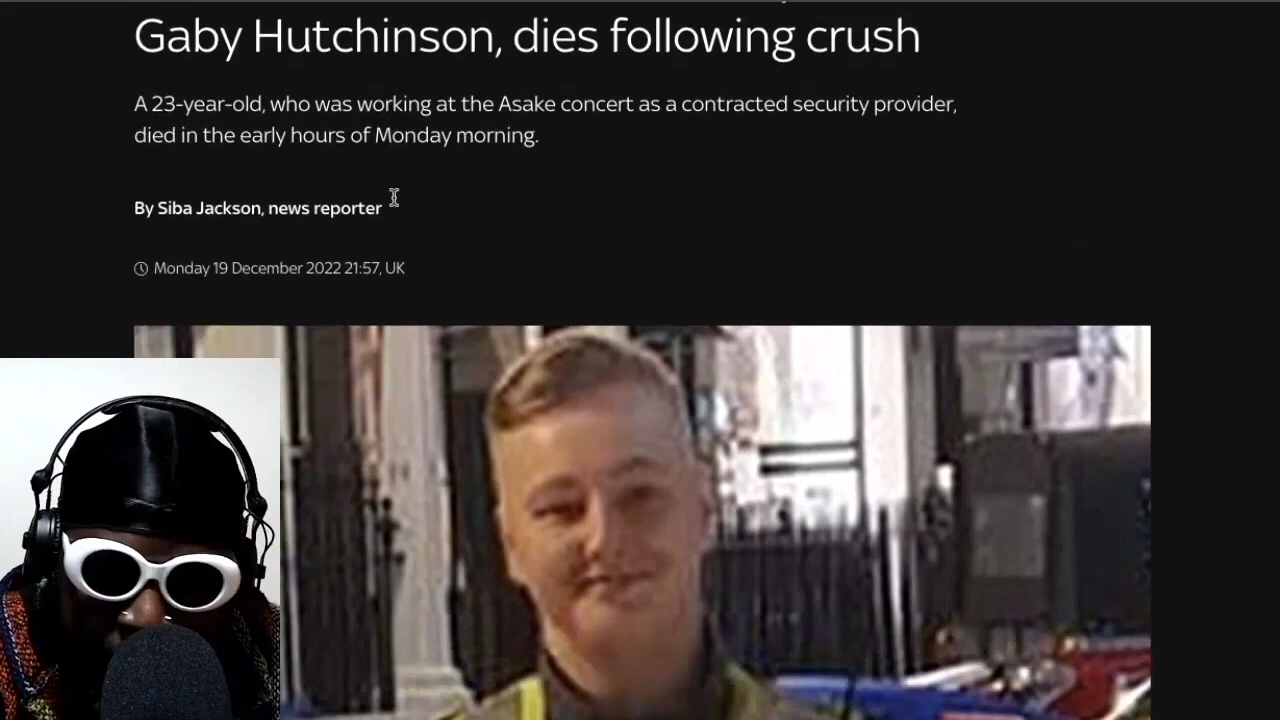 Gaby Hutchinson, dies following crush
A 23-year-old, who was working at the Asake concert as a contracted security provider,
died in the early hours of Monday morning.
By Siba Jackson, news reporter
Monday 19 December 2022 21:57, UK